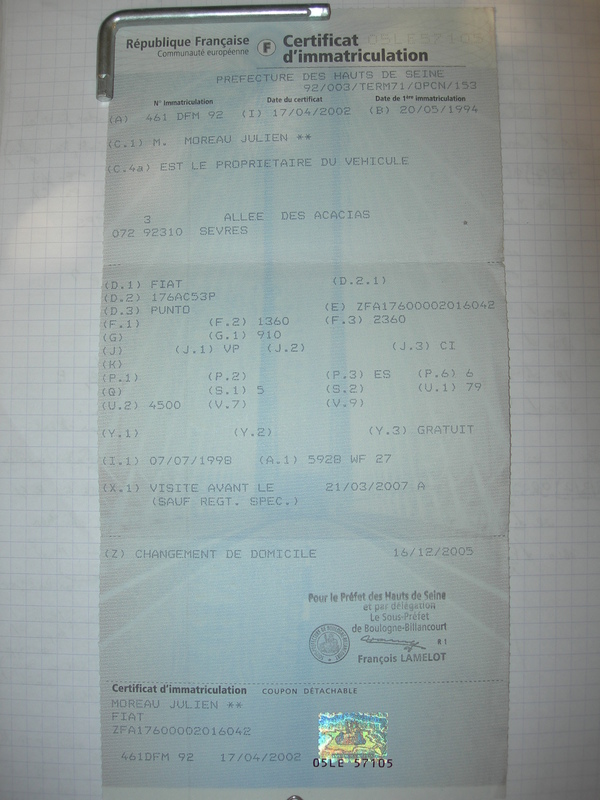 République Française
Communauté européenne
F
Certificat
d'immatriculation
PREFECTURE DES HAUTS DE SEINE
92/003/TERM71/OPCN/153
N° immatriculation Date du certificat Date de 1ère immatriculation
(A) 461 DFM 92 (I) 17/04/2002 (B) 20/05/1994
(C.1) M. MOREAU JULIEN **
(C.4a) EST LE PROPRIETAIRE DU VEHICULE
3 ALLEE DES ACACIAS *
072 92310 SEVRES
(D.1) FIAT (D.2.1)
(D.2) 176AC53P
(D.3) PUNTO (E) ZFA17600002016042
(F.1) (F.2) 1360 (F.3) 2360
(G) (G.1) 910
(J) (J.1) VP (J.2) (J.3) CI
(K)
(P.1) (P.2) (P.3) ES (P.6) 6
(Q) (S.1) 5 (S.2) (U.1) 79
(U.2) 4500 (V.7) (V.9)
(Y.1) (Y.2) (Y.3) GRATUIT
(I.1) 07/07/1998 (A.1) 5928 WF 27
(X.1) VISITE AVANT LE 21/03/2007 A
(SAUF REGT. SPEC.)
(Z) CHANGEMENT DE DOMICILE 16/12/2005
Pour le Préfet des Hauts de Seine
et par délégation
Le Sous-Préfet
de Boulogne-Billancourt
R 1
François LAMELOT
Certificat d'immatriculation COUPON DÉTACHABLE
MOREAU JULIEN **
FIAT
ZFA17600002016042
461DFM 92 17/04/2002
05LE 57105